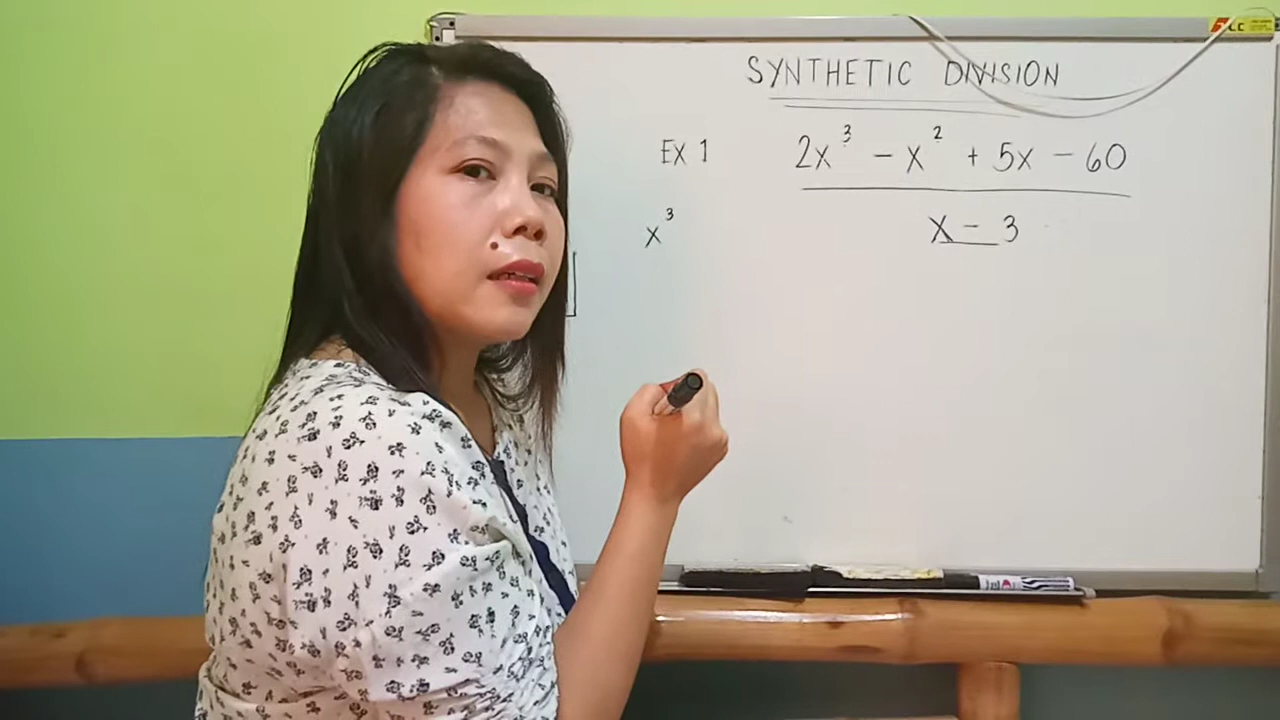 SYNTHETIC DIVISION
Ex 1
2x³ - x² + 5x - 60
x - 3
x³